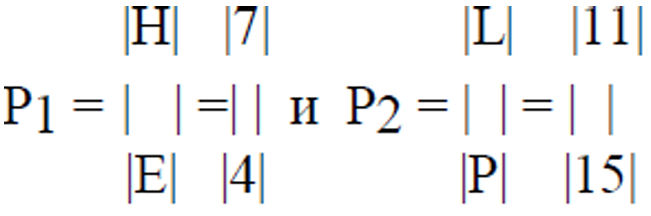 |H| |7| |L| |11|
P1 = | | =| | и P2 = | | = | |
|E| |4| |P| |15|